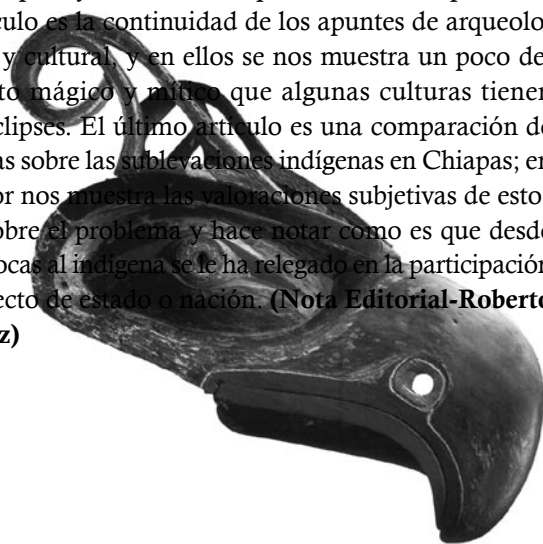 culo es la continuidad de los apuntes de arqueolo
y cultural, y en ellos se nos muestra un poco de
to mágico y mítico que algunas culturas tiener
clipses. El último artículo es una comparación de
as sobre las sublevaciones indígenas en Chiapas; er
or nos muestra las valoraciones subjetivas de esto
obre el problema y hace notar como es que desd
ocas al indígena se le ha relegado en la participación
ecto de estado o nación. (Nota Editorial-Roberto
z)